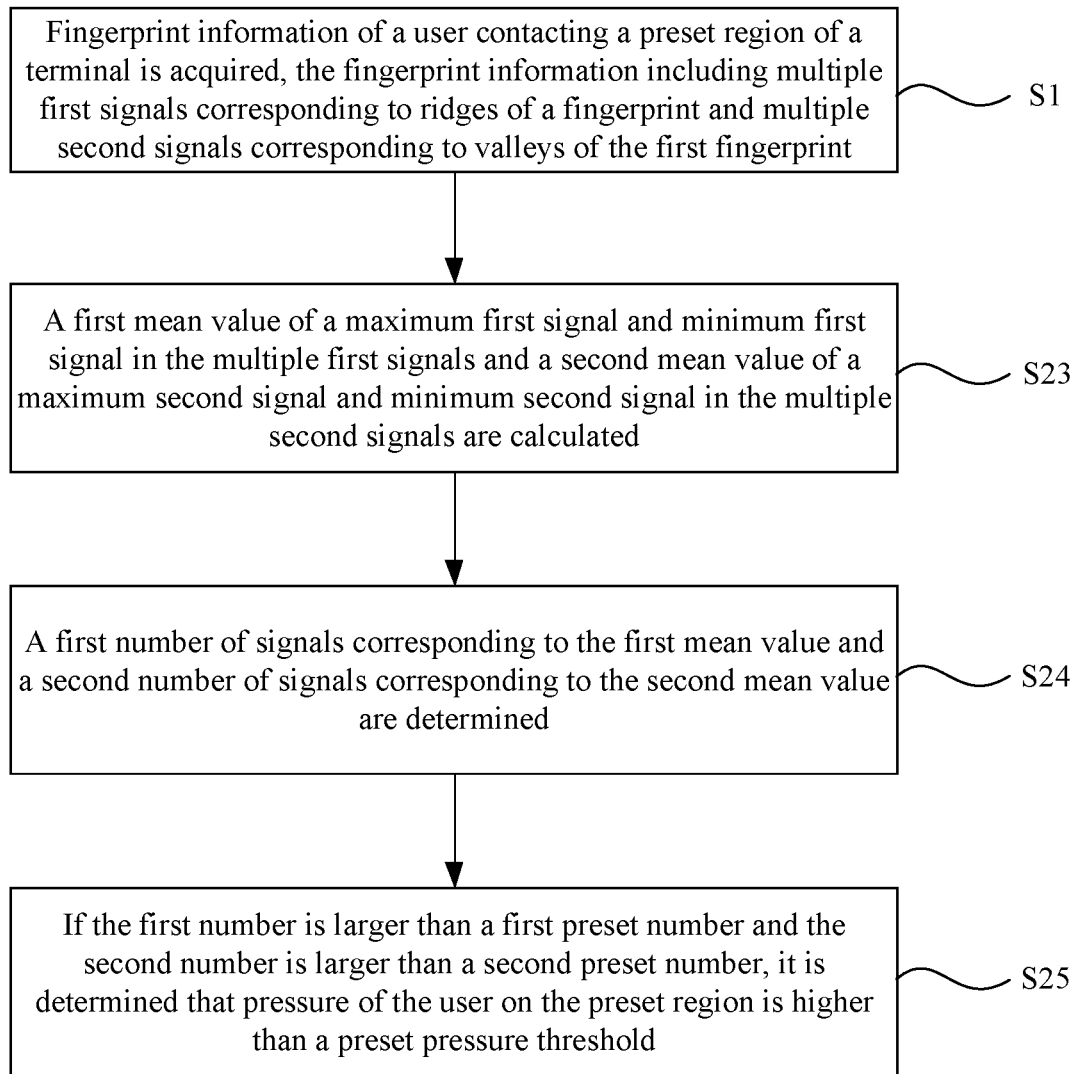 Fingerprint information of a user contacting a preset region of a
terminal is acquired, the fingerprint information including multiple
first signals corresponding to ridges of a fingerprint and multiple
second signals corresponding to valleys of the first fingerprint
S1
A first mean value of a maximum first signal and minimum first
signal in the multiple first signals and a second mean value of a
maximum second signal and minimum second signal in the multiple
second signals are calculated
S23
A first number of signals corresponding to the first mean value and
a second number of signals corresponding to the second mean value
are determined
S24
If the first number is larger than a first preset number and the
second number is larger than a second preset number, it is
determined that pressure of the user on the preset region is higher
than a preset pressure threshold
S25